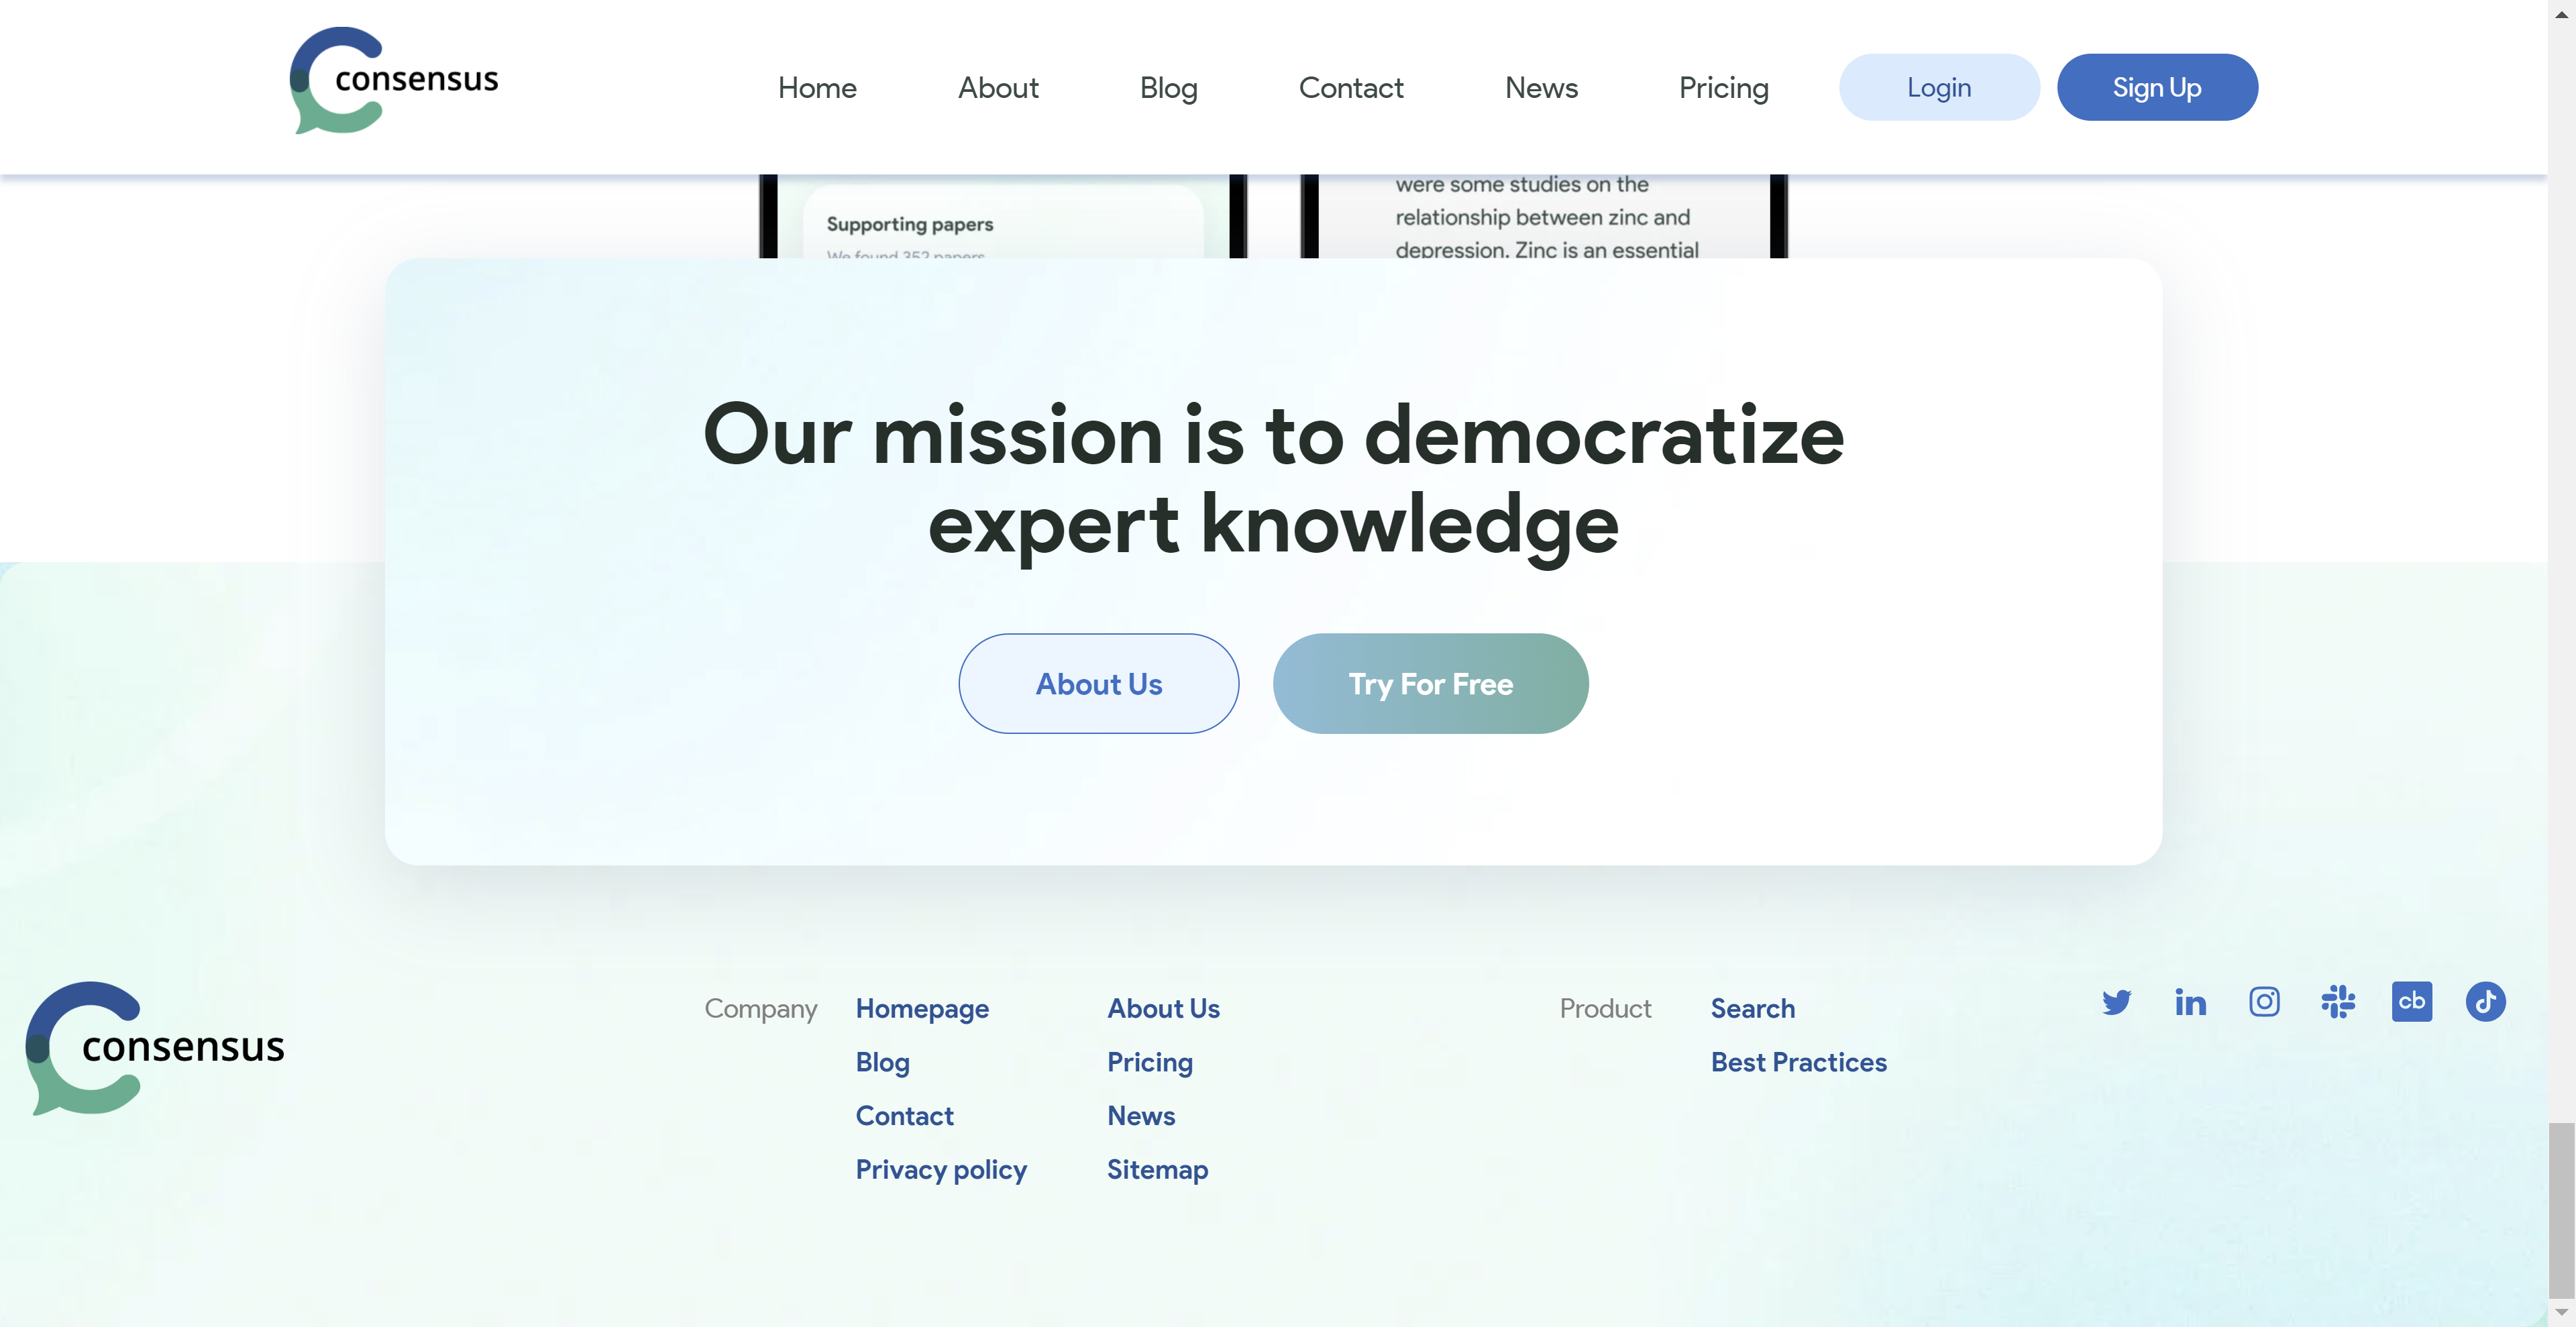 consensus
Home
About
Blog
Contact
News
Pricing
Login
Sign Up
Supporting papers
We found 352 papers
were some studies on the
relationship between zinc and
depression. Zinc is an essential
Our mission is to democratize
expert knowledge
About Us
Try For Free
consensus
Company
Homepage
Blog
Contact
Privacy policy
About Us
Pricing
News
Sitemap
Product
Search
Best Practices
in
cb